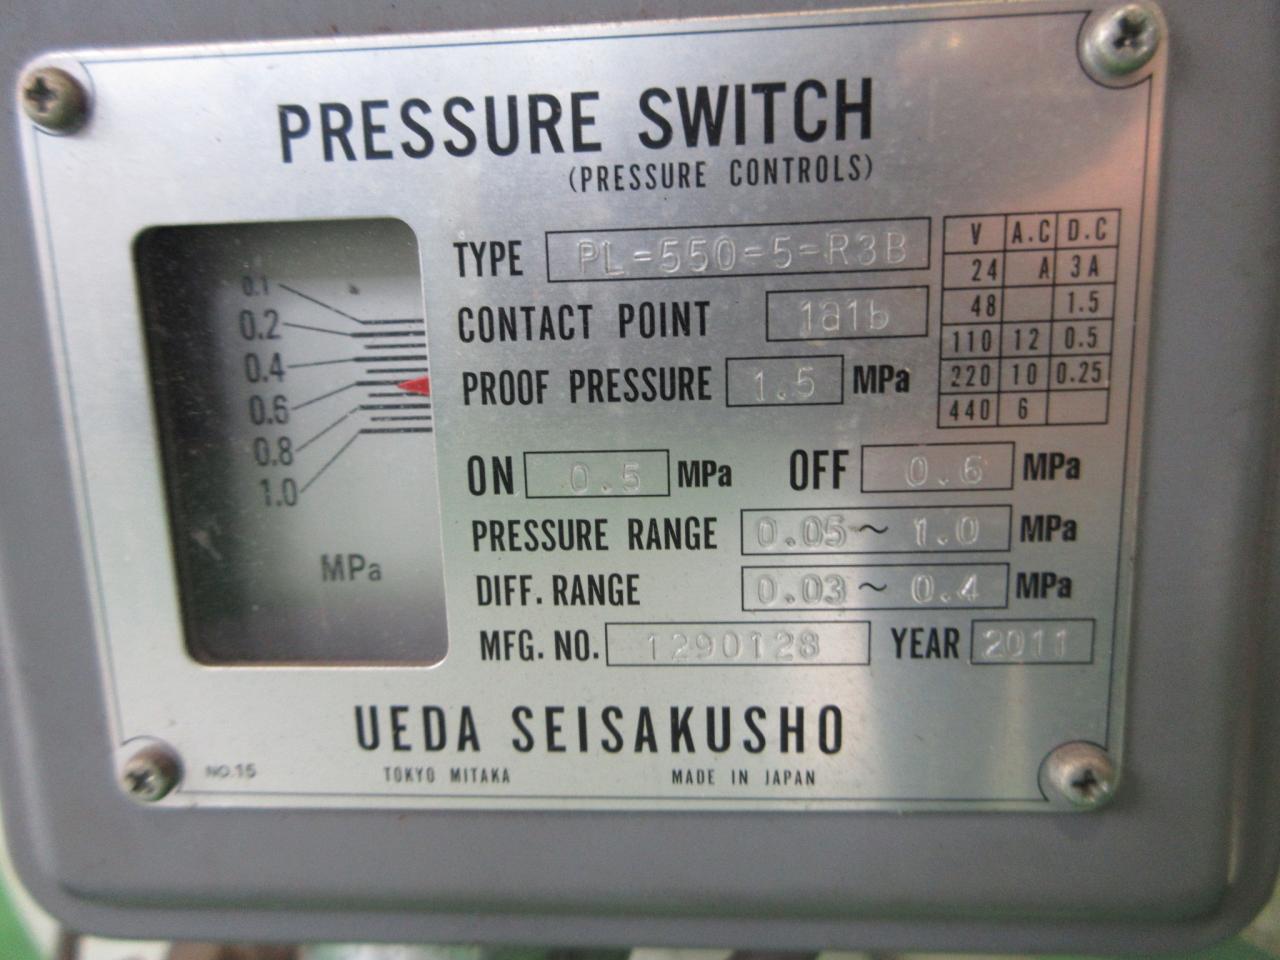 PRESSURE SWITCH
(PRESSURE CONTROLS)
0.1
0.2
0.4
0.6
0.8
1.0
MPa
TYPE PL-550-5-R3B
CONTACT POINT 1a1b
PROOF PRESSURE 1.5 MPa
V A.C D.C
24 A 3A
48 1.5
110 12 0.5
220 10 0.25
440 6
ON 0.5 MPa OFF 0.6 MPa
PRESSURE RANGE 0.05~ 1.0 MPa
DIFF. RANGE 0.03~ 0.4 MPa
MFG. NO. 1290128 YEAR 2011
UEDA SEISAKUSHO
NO.15 TOKYO MITAKA MADE IN JAPAN